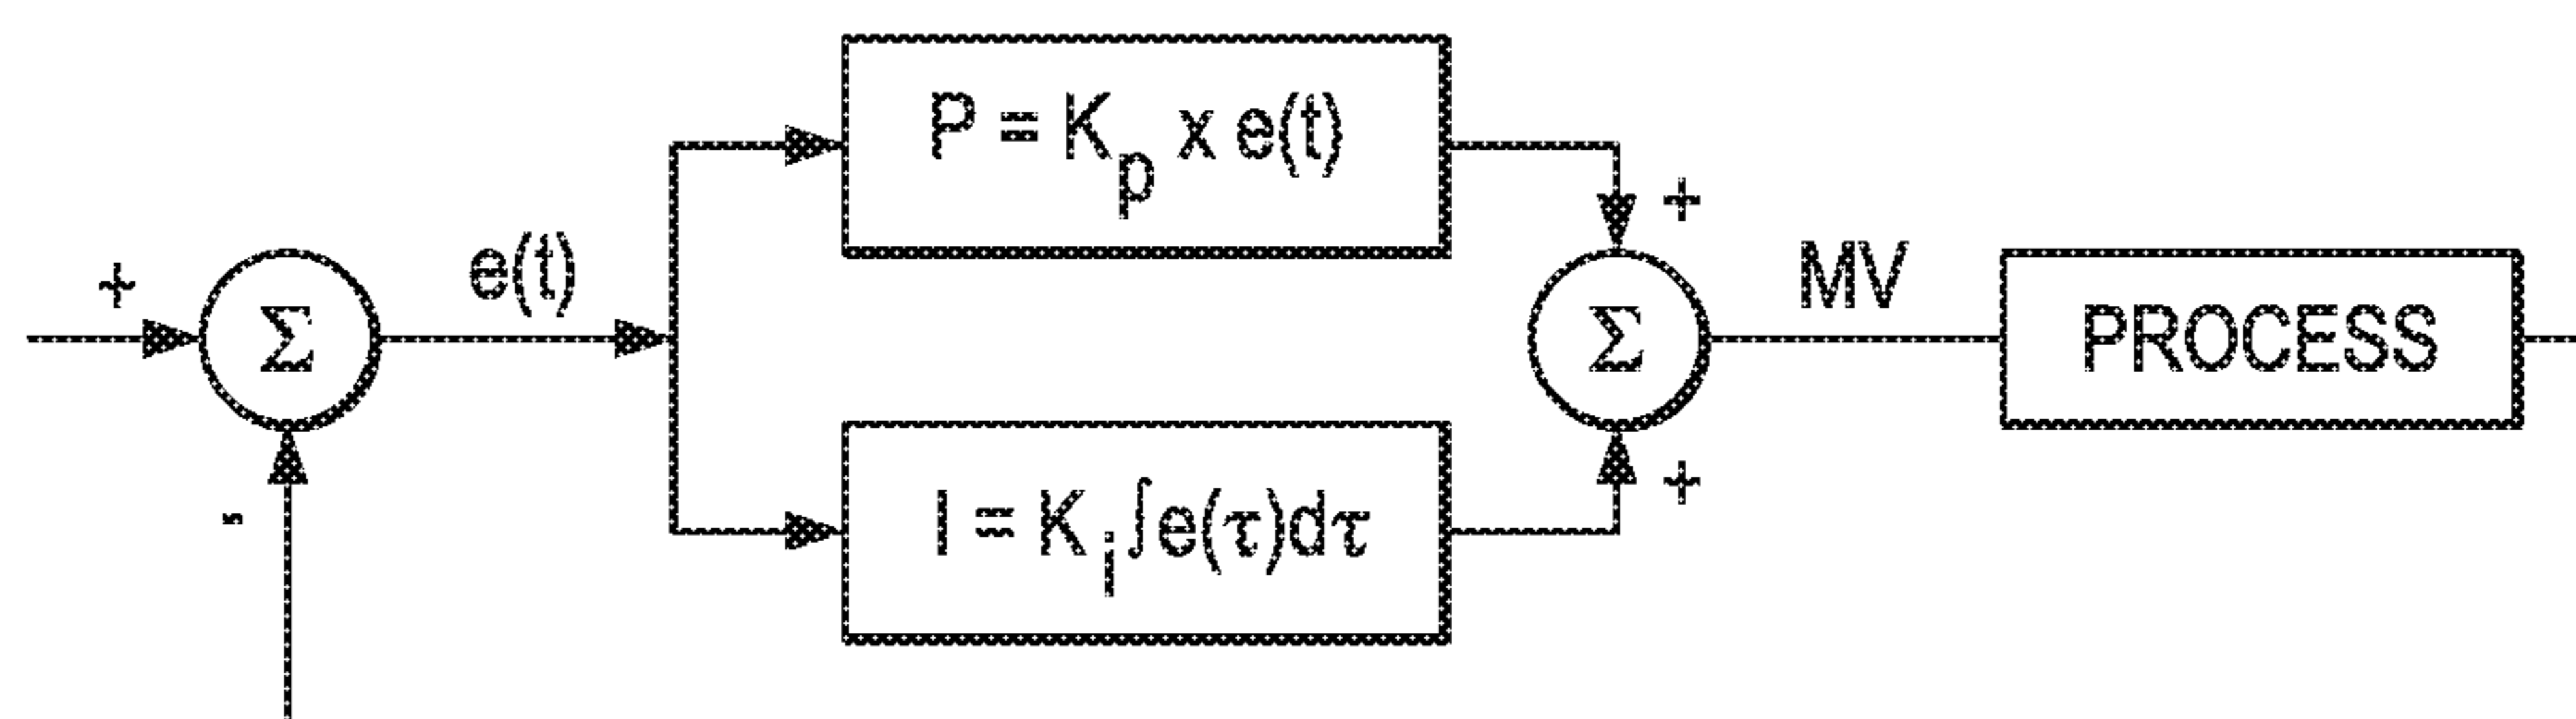 P = Kp x e(t)
+
+
e(t)
MV
Σ
Σ
PROCESS
-
I = Ki∫e(τ)dτ
+